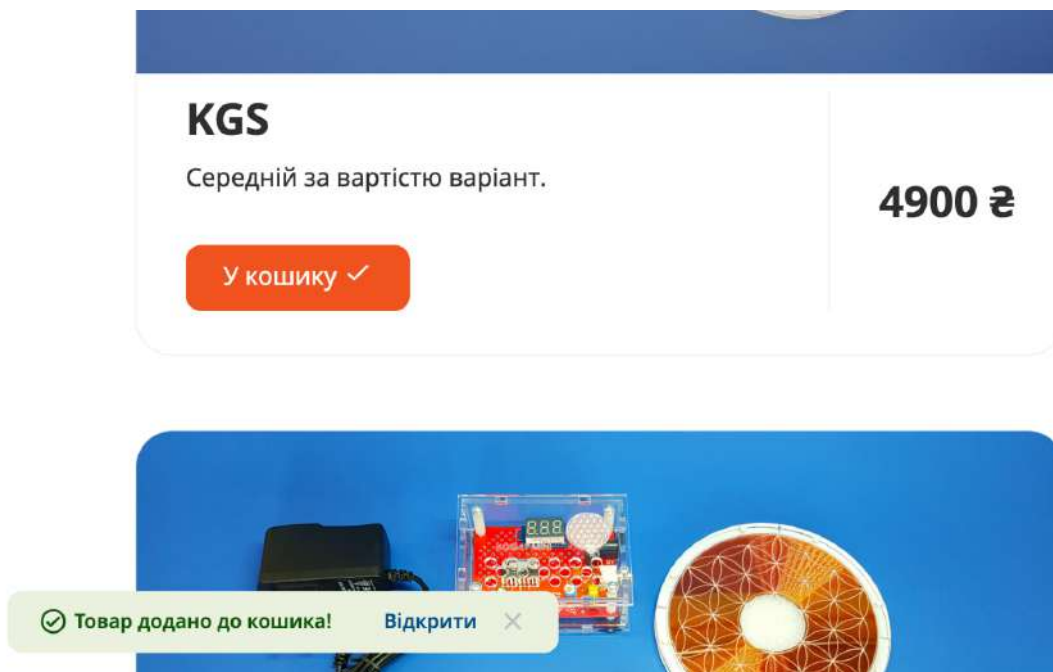 KGS
Середній за вартістю варіант.
4900 ₴
У кошику
Товар додано до кошика! Відкрити